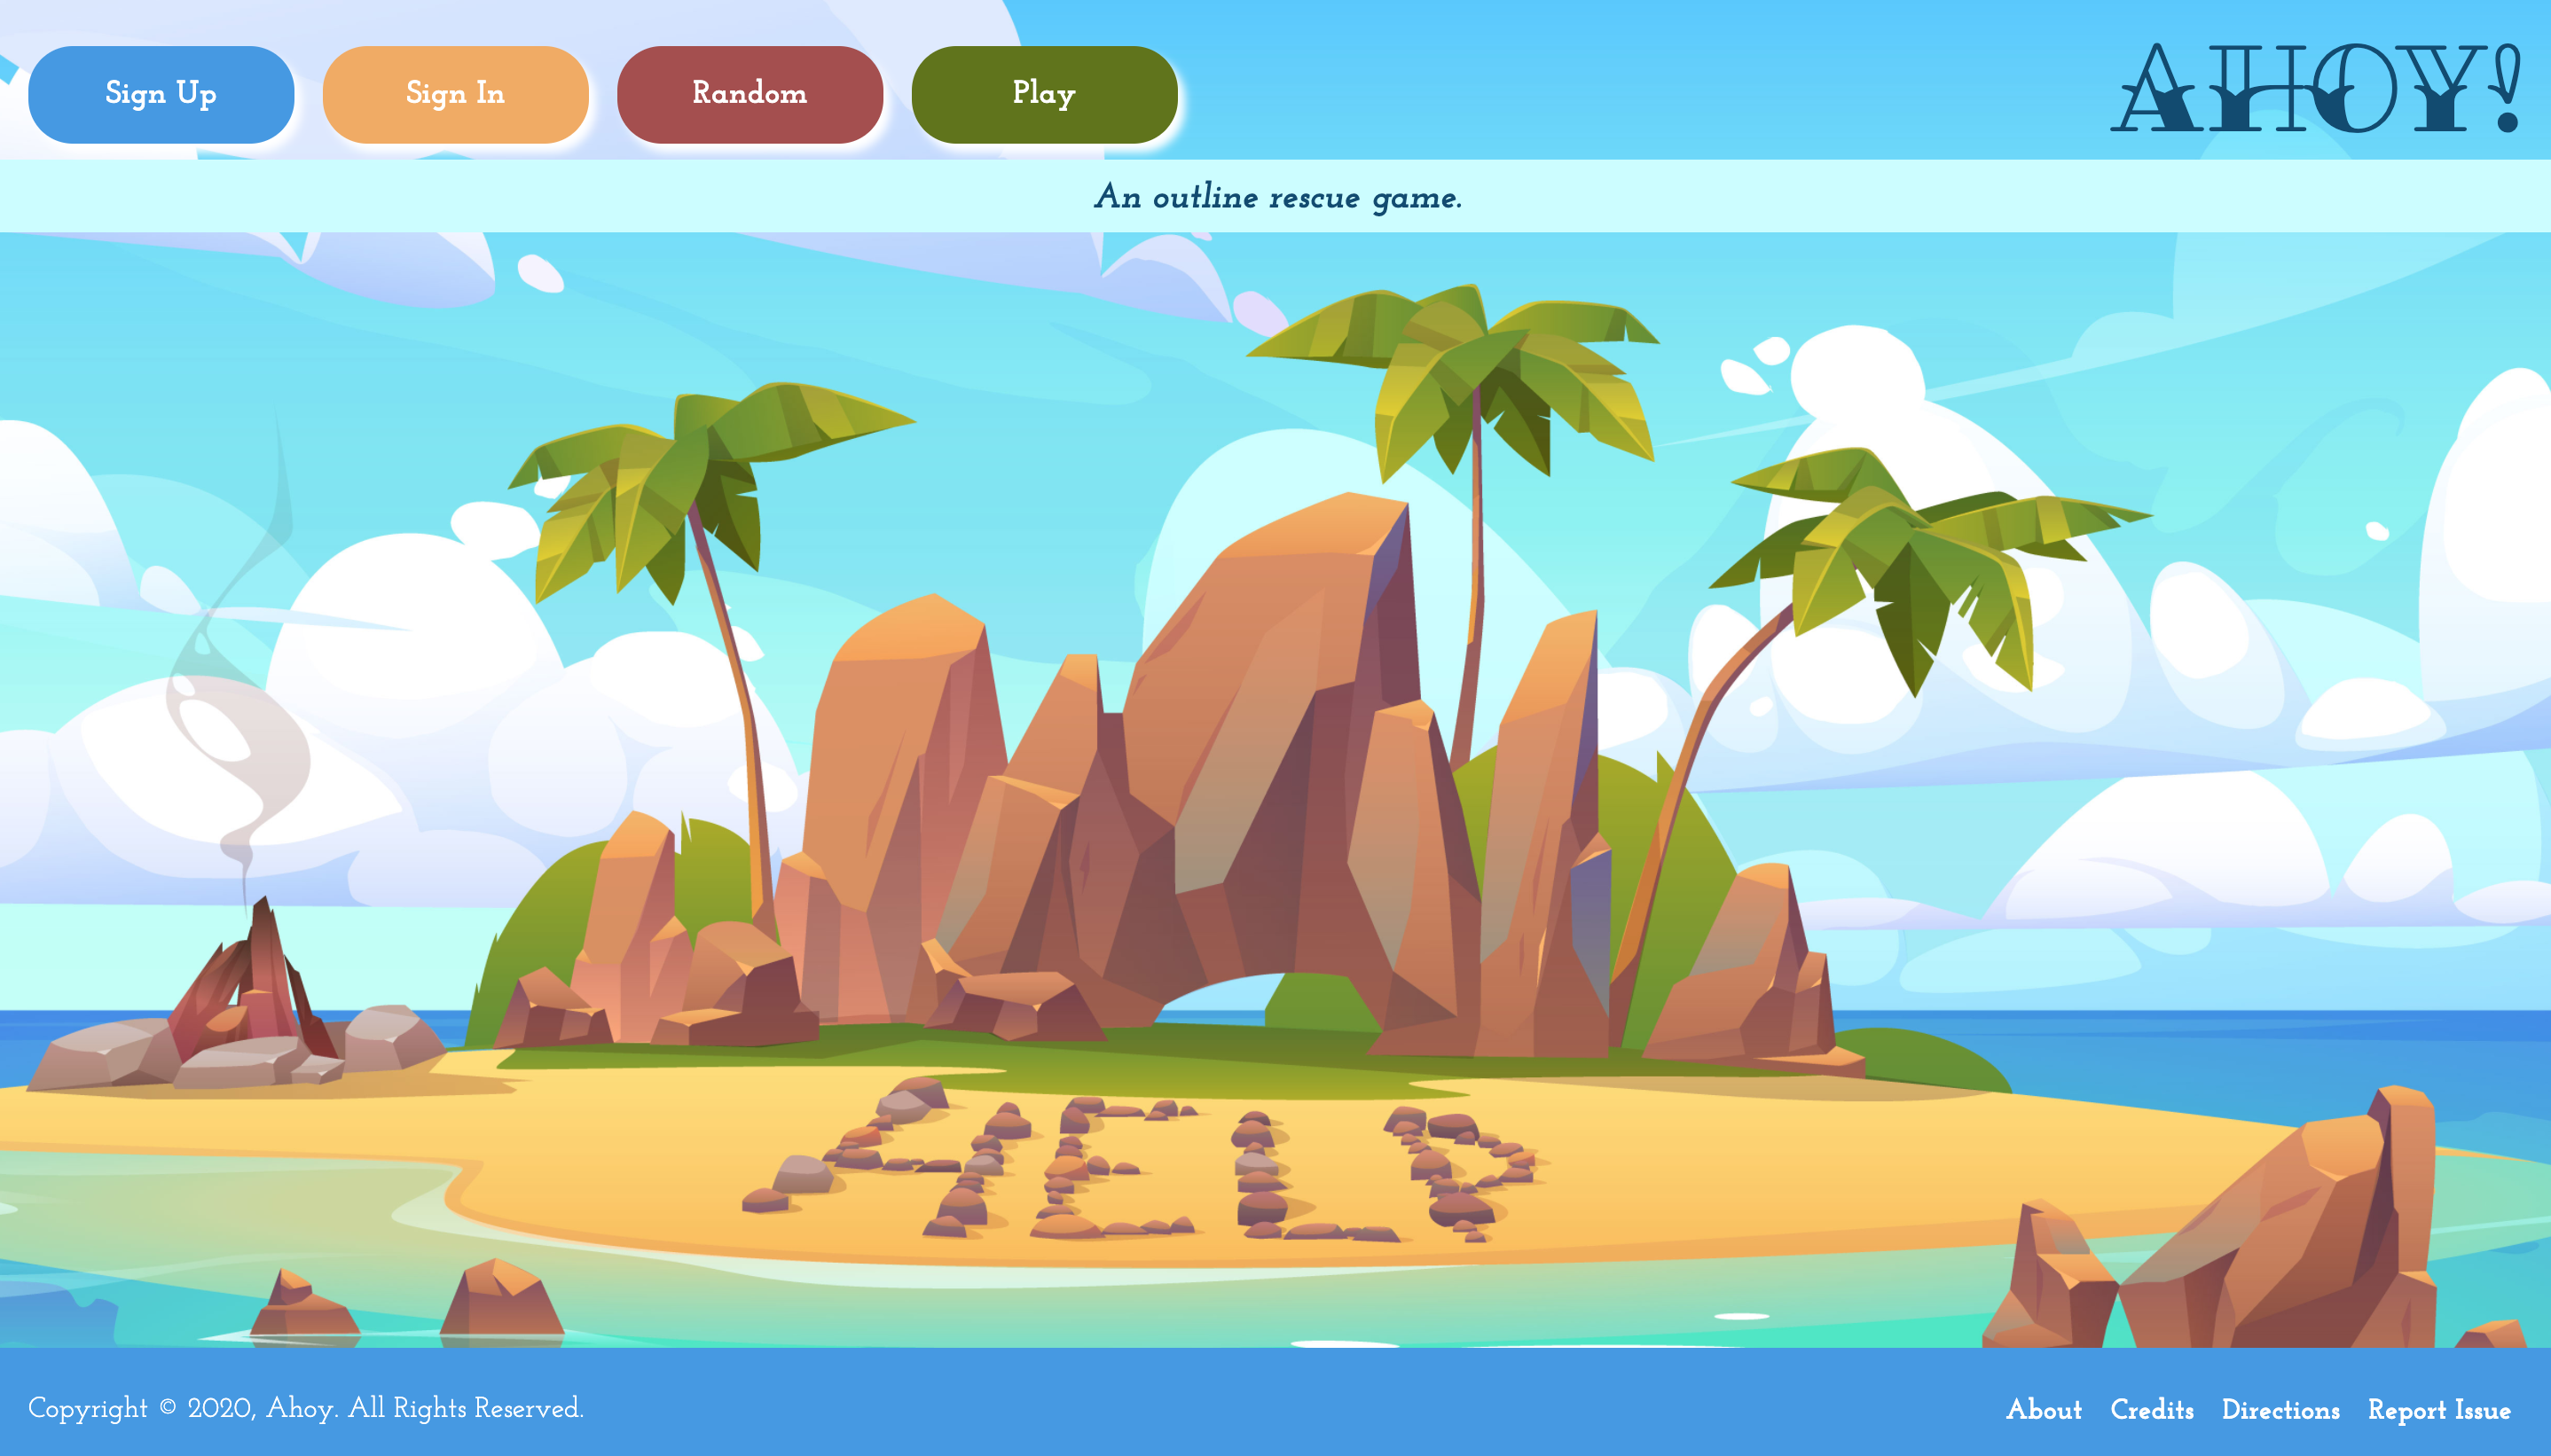 Sign Up
Sign In
Random
Play
AHOY!
An outline rescue game.
HELP
Copyright © 2020, Ahoy. All Rights Reserved.
About
Credits
Directions
Report Issue